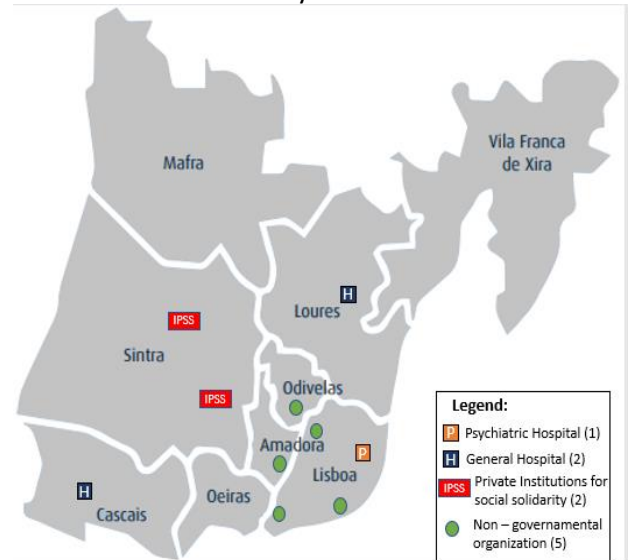 Mafra
Vila Franca
de Xira
H
Loures
IPSS
Sintra
IPSS
Odivelas
Amadora
P
Lisboa
H
Cascais
Oeiras
Legend:
P Psychiatric Hospital (1)
H General Hospital (2)
IPSS Private Institutions for
social solidarity (2)
Non – governamental
organization (5)